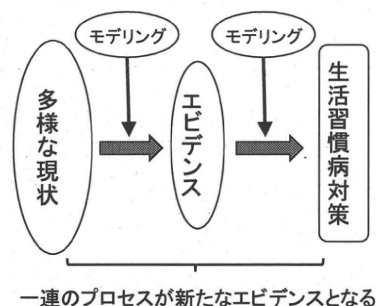 モデリング
モデリング
多様な現状
エビデンス
生活習慣病対策
一連のプロセスが新たなエビデンスとなる